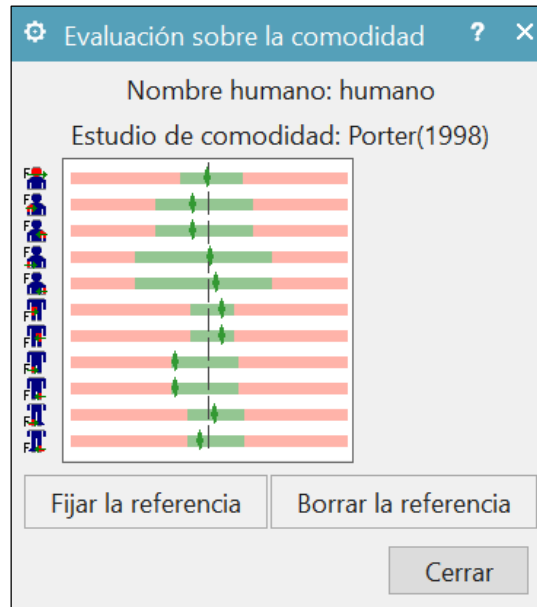 Evaluación sobre la comodidad ? ×
Nombre humano: humano
Estudio de comodidad: Porter(1998)
F
F
F
F
F
F
F
F
F
F
F
Fijar la referencia
Borrar la referencia
Cerrar